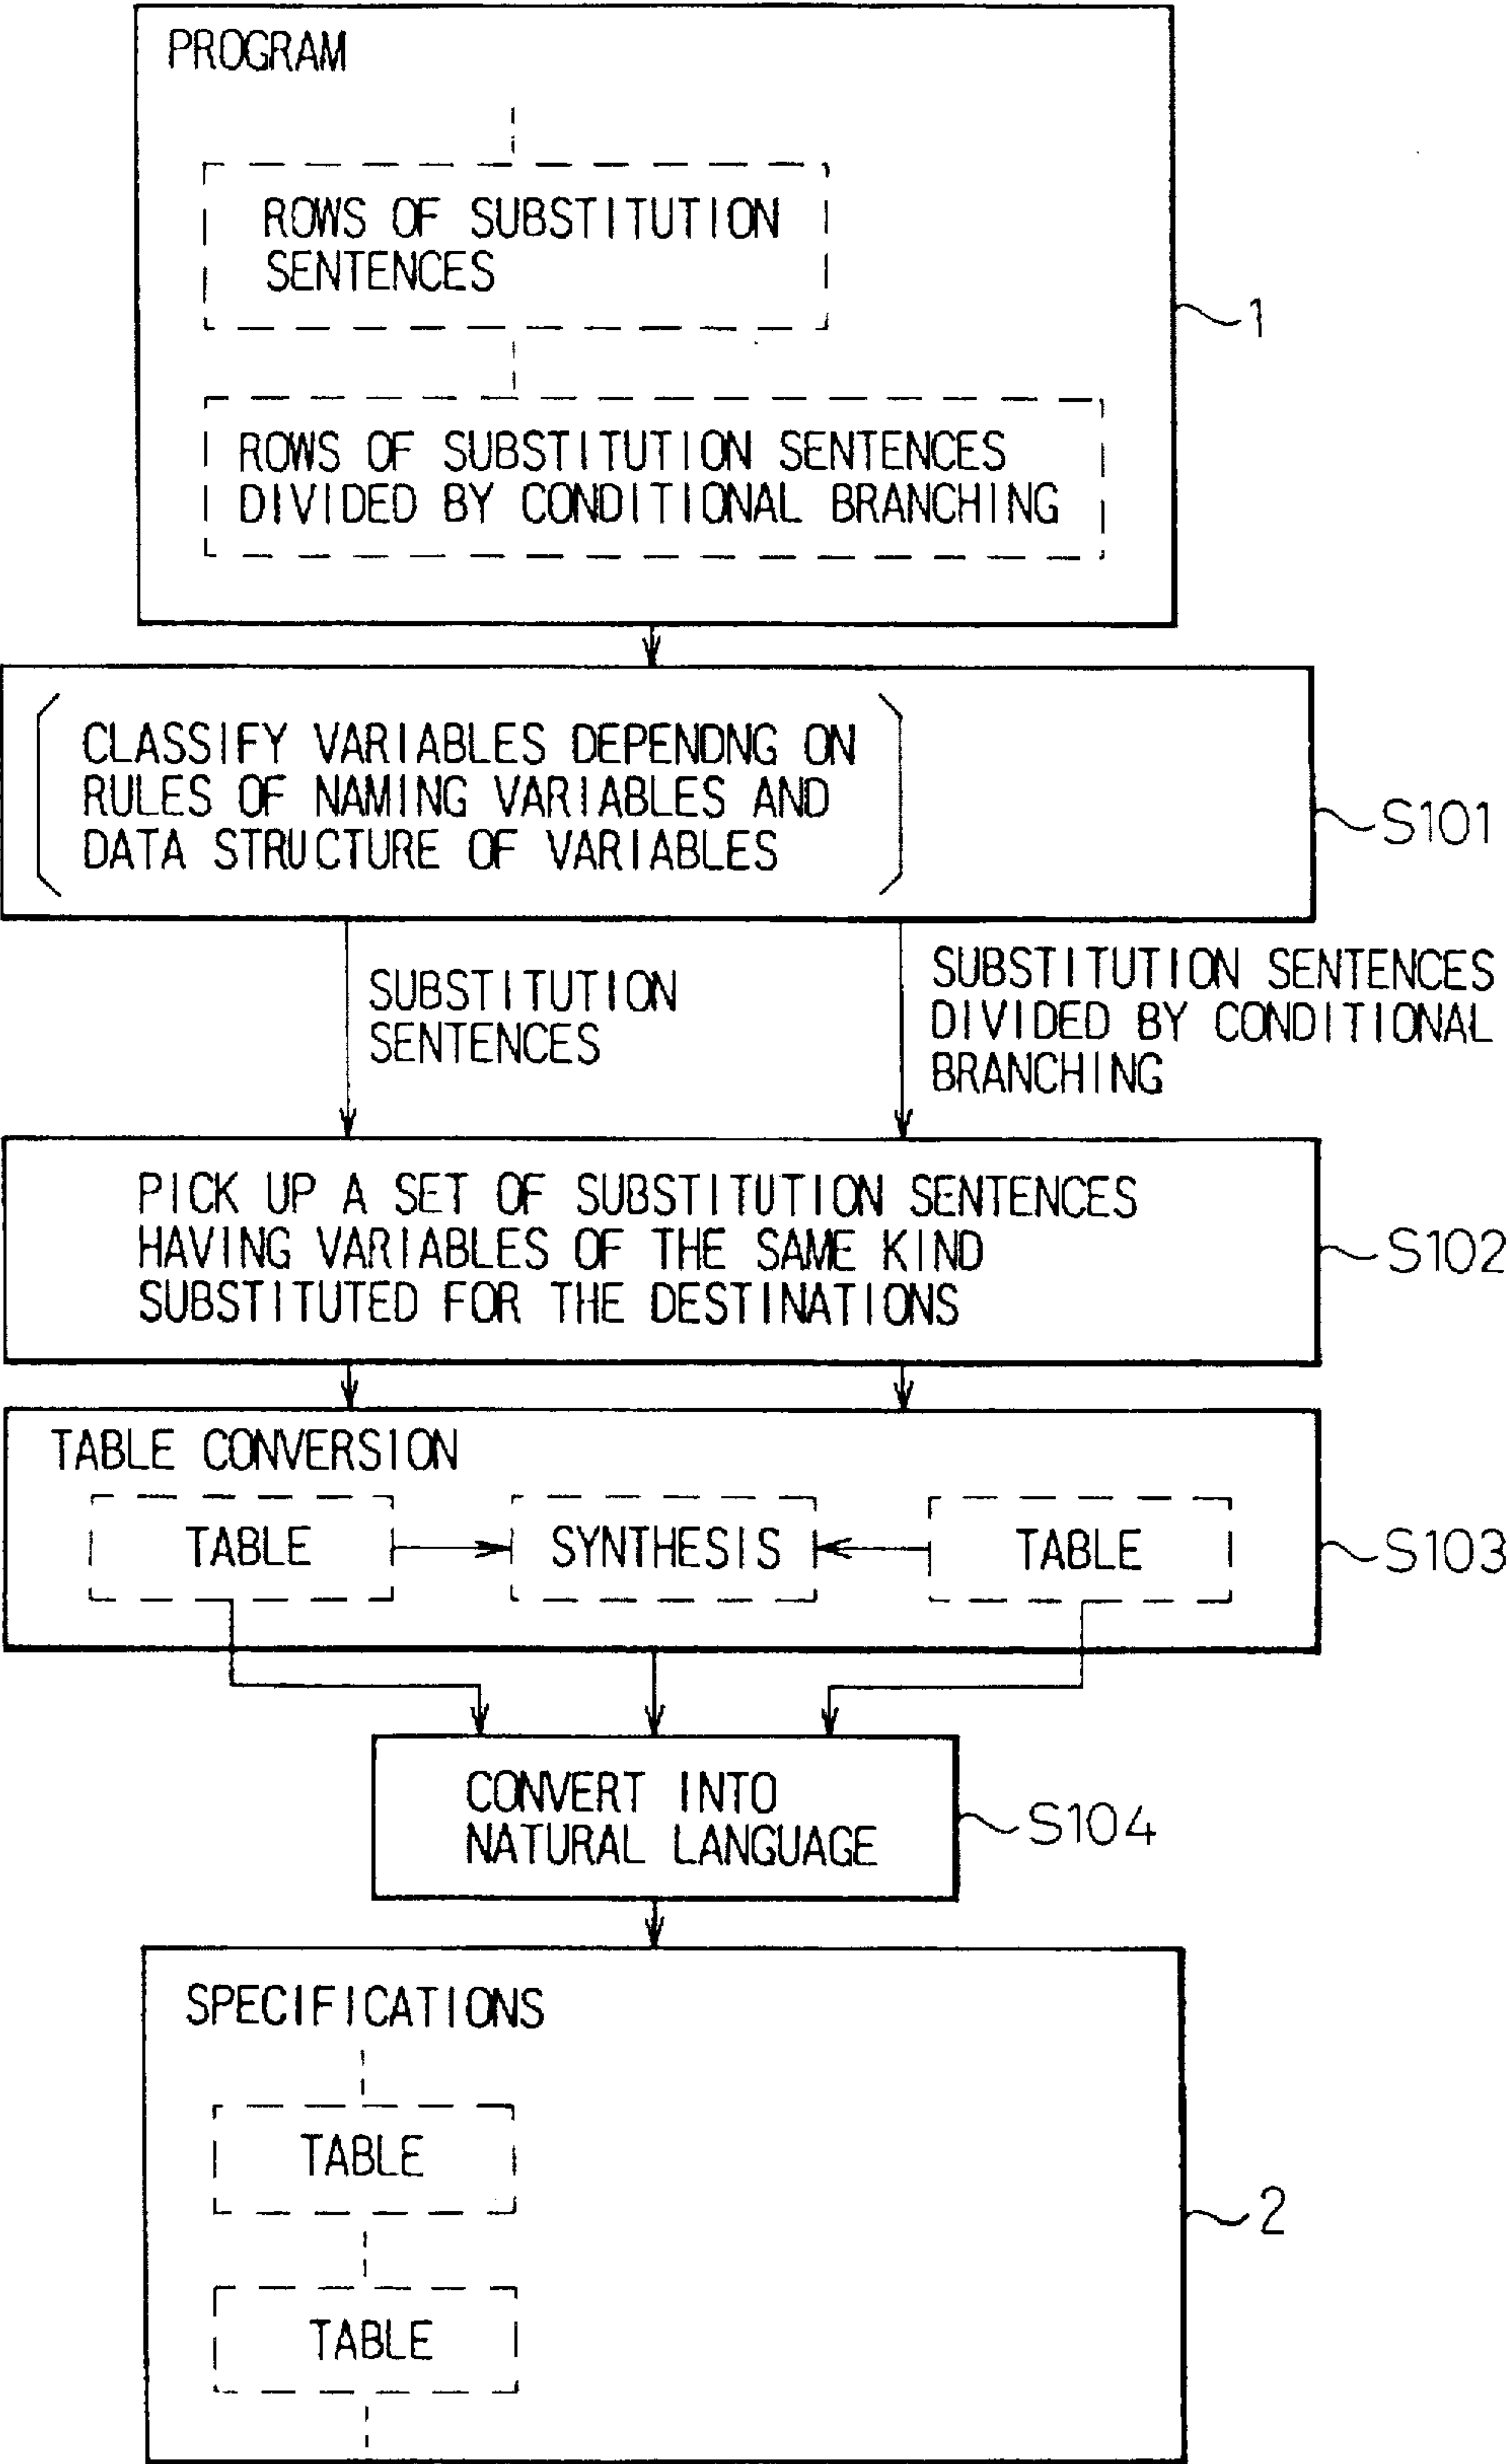 PROGRAM
ROWS OF SUBSTITUTION
SENTENCES
1
ROWS OF SUBSTITUTION SENTENCES
DIVIDED BY CONDITIONAL BRANCHING
CLASSIFY VARIABLES DEPENDNG ON
RULES OF NAMING VARIABLES AND
DATA STRUCTURE OF VARIABLES
S101
SUBSTITUTION
SENTENCES
SUBSTITUTION SENTENCES
DIVIDED BY CONDITIONAL
BRANCHING
PICK UP A SET OF SUBSTITUTION SENTENCES
HAVING VARIABLES OF THE SAME KIND
SUBSTITUTED FOR THE DESTINATIONS
S102
TABLE CONVERSION
TABLE
SYNTHESIS
TABLE
S103
CONVERT INTO
NATURAL LANGUAGE
S104
SPECIFICATIONS
TABLE
2
TABLE